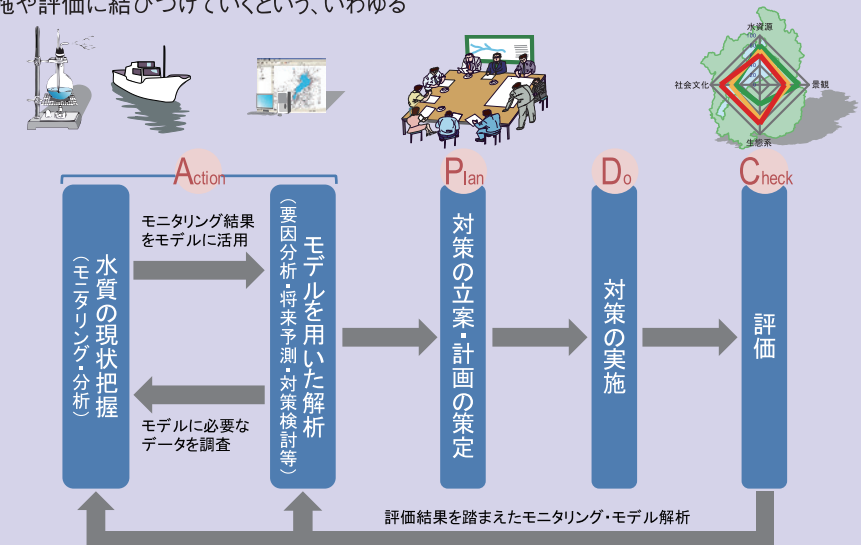 施や評価に結びつけていくという、いわゆる
水資源
社会文化
景観
生態系
Action
Plan
Do
Check
水質の現状把握
（モニタリング・分析）
モニタリング結果
をモデルに活用
モデルに必要な
データを調査
モデルを用いた解析
（要因分析・将来予測・対策検討等）
対策の立案・計画の策定
対策の実施
評価
評価結果を踏まえたモニタリング・モデル解析